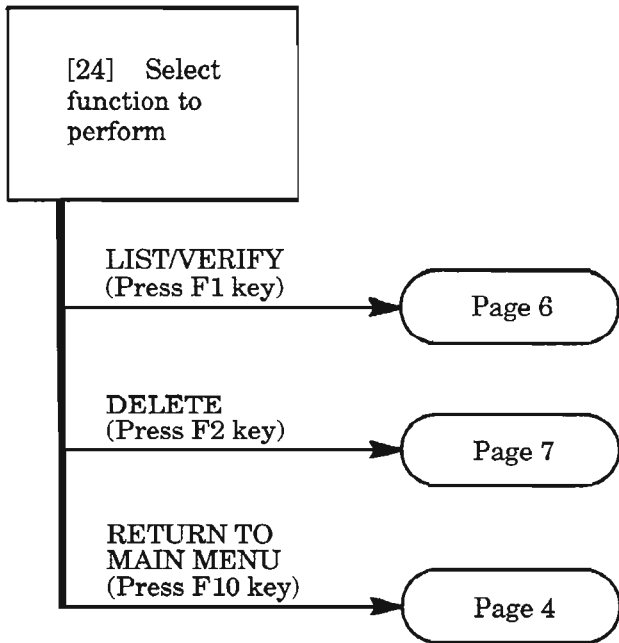 [24] Select
function to
perform
LIST/VERIFY
(Press F1 key)
Page 6
DELETE
(Press F2 key)
Page 7
RETURN TO
MAIN MENU
(Press F10 key)
Page 4